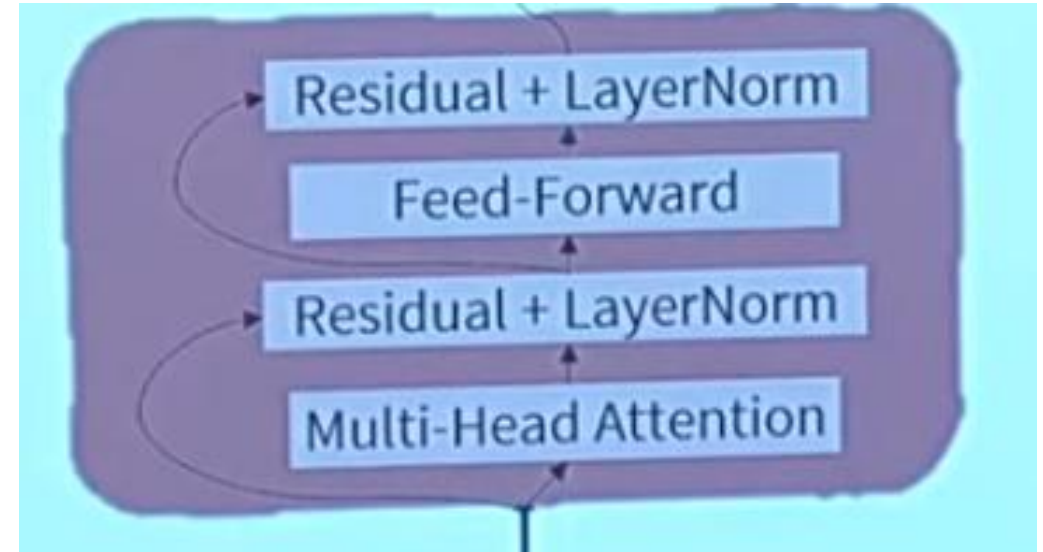 Residual + LayerNorm
Feed-Forward
Residual + LayerNorm
Multi-Head Attention